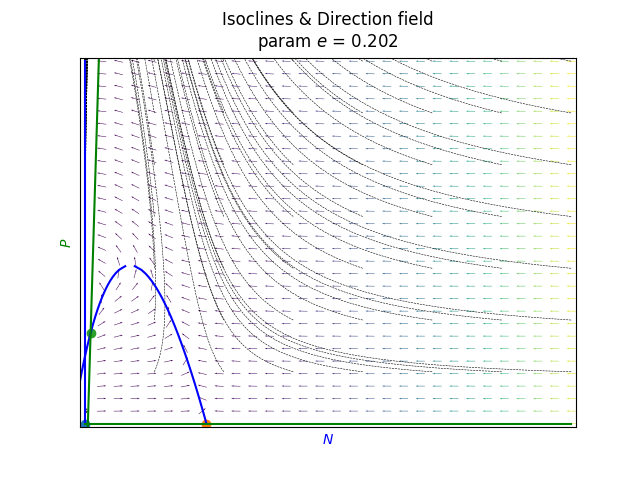 Isoclines & Direction field
param e = 0.202
P
N